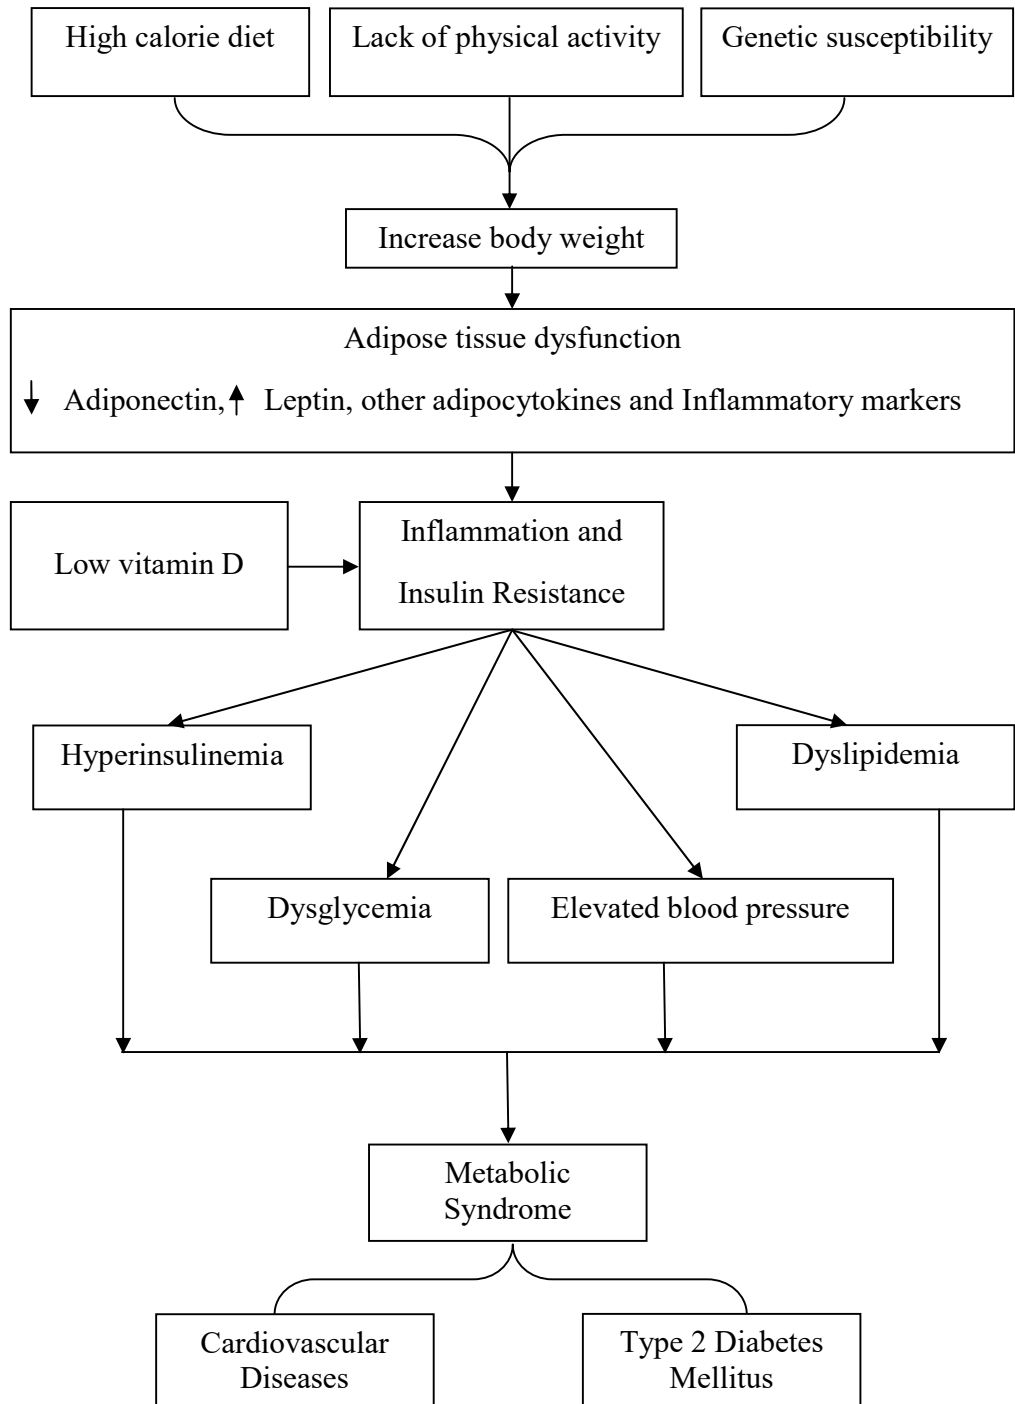 High calorie diet
Lack of physical activity
Genetic susceptibility
Increase body weight
Adipose tissue dysfunction
↓ Adiponectin, ↑ Leptin, other adipocytokines and Inflammatory markers
Low vitamin D
Inflammation and
Insulin Resistance
Hyperinsulinemia
Dyslipidemia
Dysglycemia
Elevated blood pressure
Metabolic
Syndrome
Cardiovascular
Diseases
Type 2 Diabetes
Mellitus